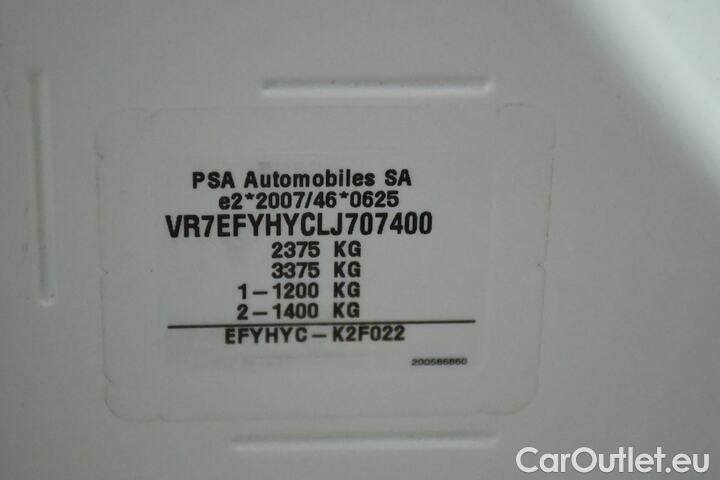 PSA Automobiles SA
e2*2007/46*0625
VR7EFYHYCLJ707400
2375 KG
3375 KG
1-1200 KG
2-1400 KG
EFYHYC-K2F022
200586860
CarOutlet.eu